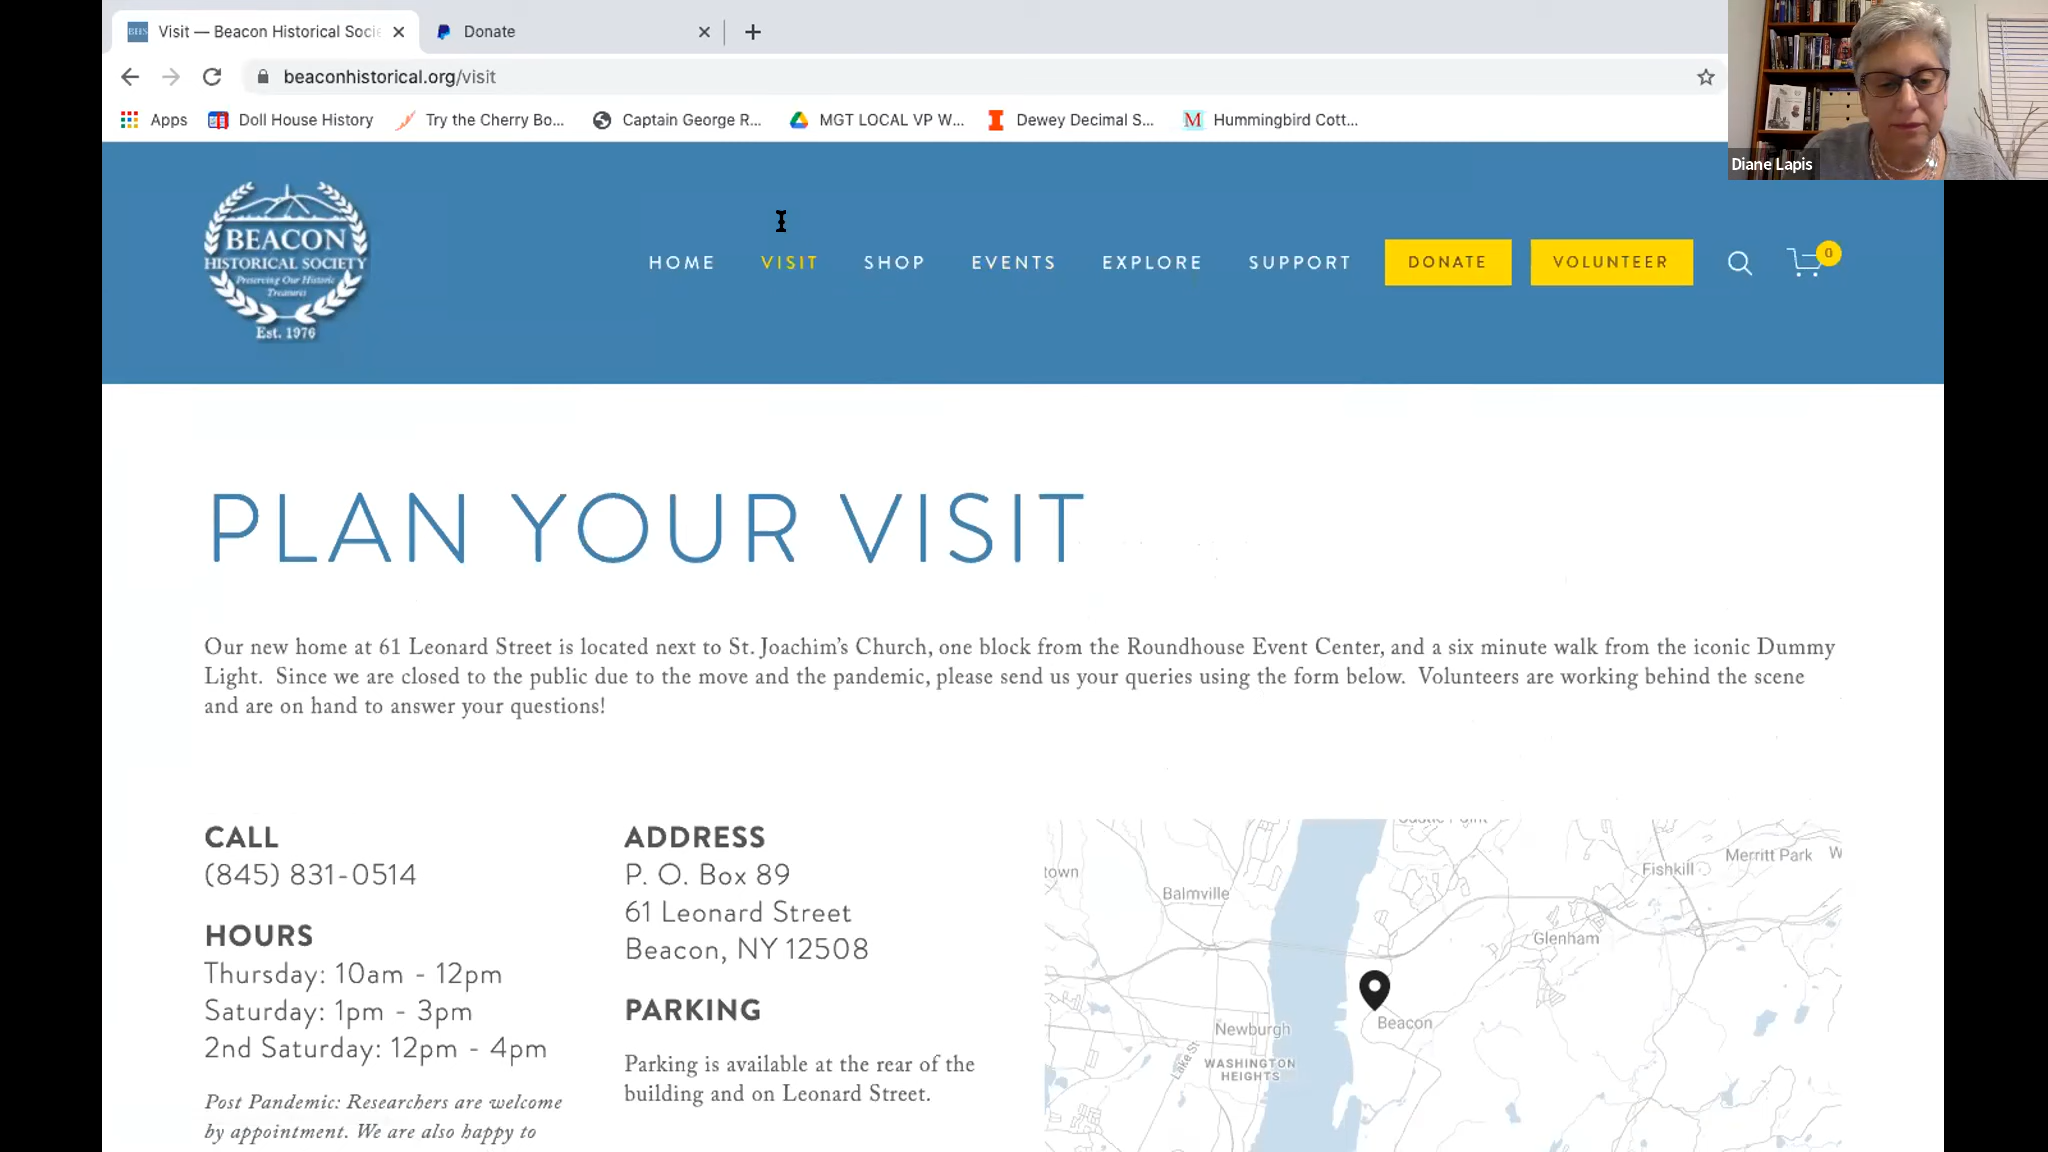 Visit — Beacon Historical Socie
Donate
beaconhistorical.org/visit
Apps
Doll House History
Try the Cherry Bo...
Captain George R...
MGT LOCAL VP W...
Dewey Decimal S...
Hummingbird Cott...
Diane Lapis
BEACON
HISTORICAL SOCIETY
Preserving Our Historic
Treasures
Est. 1976
HOME
VISIT
SHOP
EVENTS
EXPLORE
SUPPORT
DONATE
VOLUNTEER
0
PLAN YOUR VISIT
Our new home at 61 Leonard Street is located next to St. Joachim's Church, one block from the Roundhouse Event Center, and a six minute walk from the iconic Dummy
Light. Since we are closed to the public due to the move and the pandemic, please send us your queries using the form below. Volunteers are working behind the scene
and are on hand to answer your questions!
CALL
(845) 831-0514
HOURS
Thursday: 10am - 12pm
Saturday: 1pm - 3pm
2nd Saturday: 12pm - 4pm
Post Pandemic: Researchers are welcome
by appointment. We are also happy to
ADDRESS
P. O. Box 89
61 Leonard Street
Beacon, NY 12508
PARKING
Parking is available at the rear of the
building and on Leonard Street.
Merritt Park
W
Fishkill
town
Balmville
Glenham
Beacon
Newburgh
Lake St
WASHINGTON
HEIGHTS